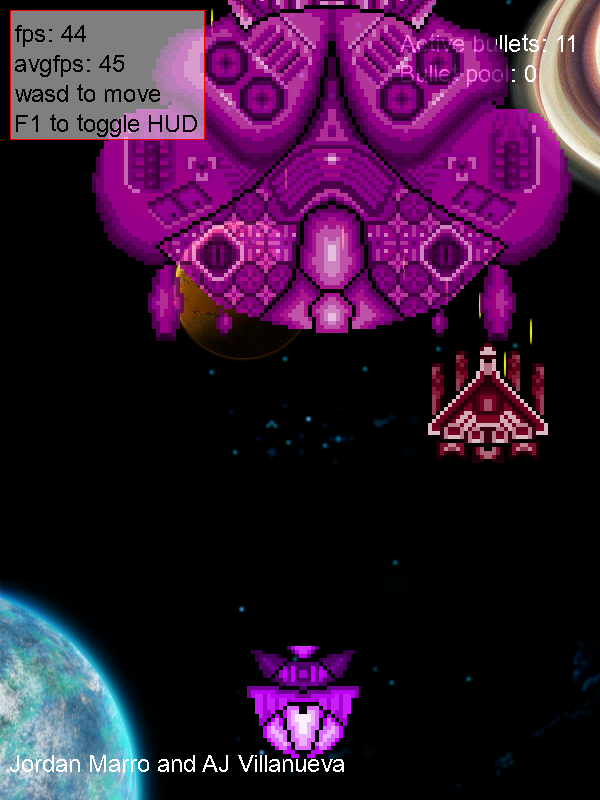 fps: 44
avgfps: 45
wasd to move
F1 to toggle HUD
Active bullets: 11
Bullet pool: 0
Jordan Marro and AJ Villanueva